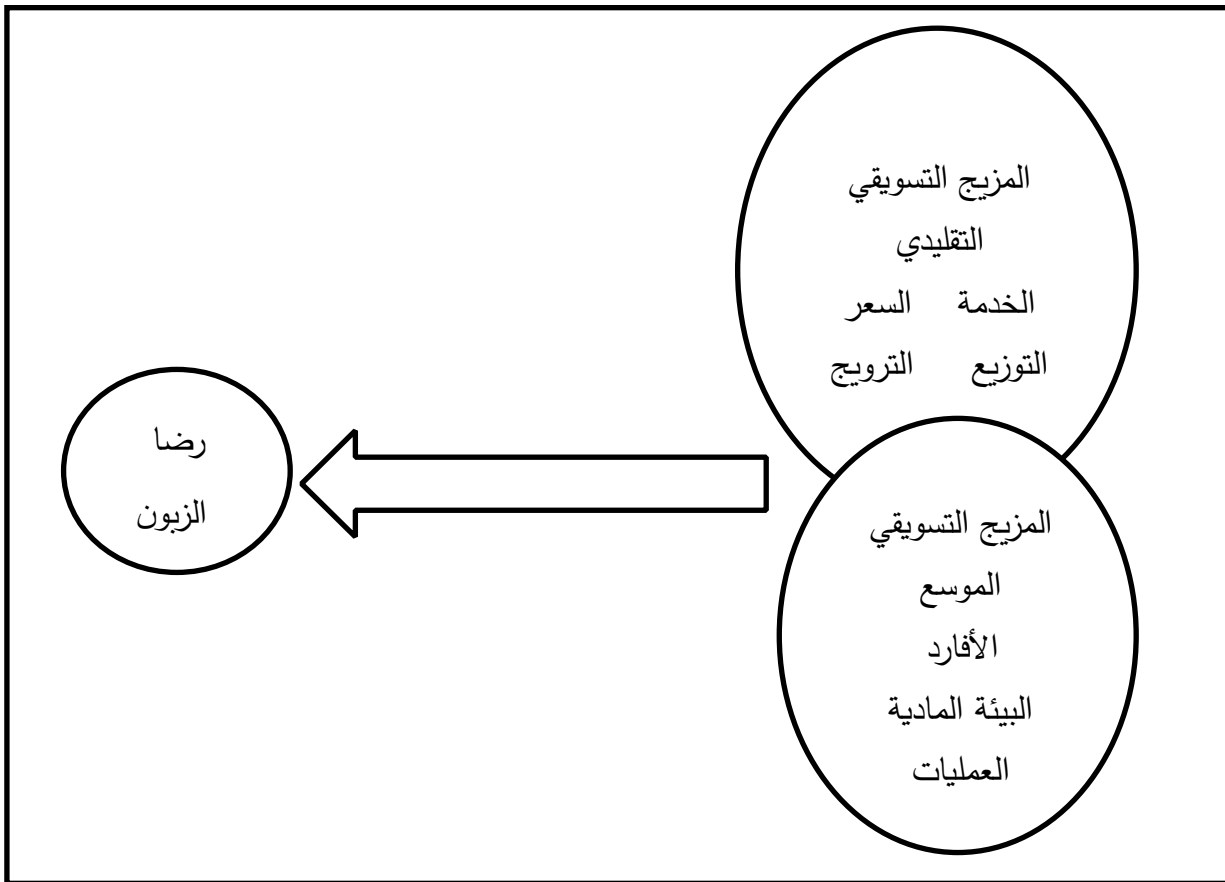 المزيج التسويقي
التقليدي
الخدمة السعر
التوزيع الترويج
المزيج التسويقي
الموسع
الأفارد
البيئة المادية
العمليات
رضا
الزبون